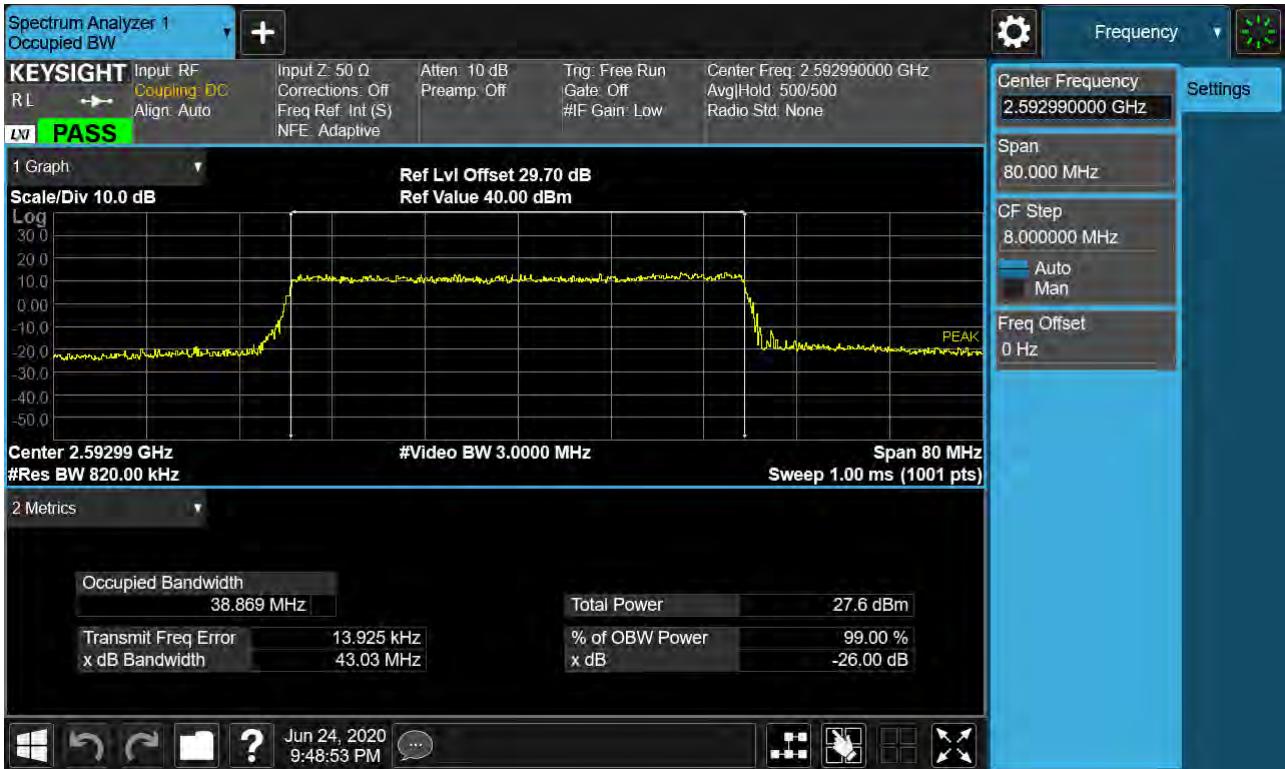 Spectrum Analyzer 1
Occupied BW
Frequency
KEYSIGHT Input: RF Input Z: 50 Ω Atten: 10 dB Trig: Free Run Center Freq: 2.592990000 GHz
Coupling: DC Corrections: Off Preamp: Off Gate: Off Avg|Hold: 500/500
R L Align: Auto Freq Ref: Int (S) #IF Gain: Low Radio Std: None
LXI PASS NFE: Adaptive
Center Frequency
2.592990000 GHz
Settings
Span
80.000 MHz
CF Step
8.000000 MHz
Auto
Man
Freq Offset
0 Hz
1 Graph
Ref Lvl Offset 29.70 dB
Scale/Div 10.0 dB Ref Value 40.00 dBm
Log
30.0
20.0
10.0
0.00
-10.0
PEAK
-20.0
-30.0
-40.0
-50.0
Center 2.59299 GHz #Video BW 3.0000 MHz Span 80 MHz
#Res BW 820.00 kHz Sweep 1.00 ms (1001 pts)
2 Metrics
Occupied Bandwidth
38.869 MHz Total Power 27.6 dBm
Transmit Freq Error 13.925 kHz % of OBW Power 99.00 %
x dB Bandwidth 43.03 MHz x dB -26.00 dB
? Jun 24, 2020
9:48:53 PM